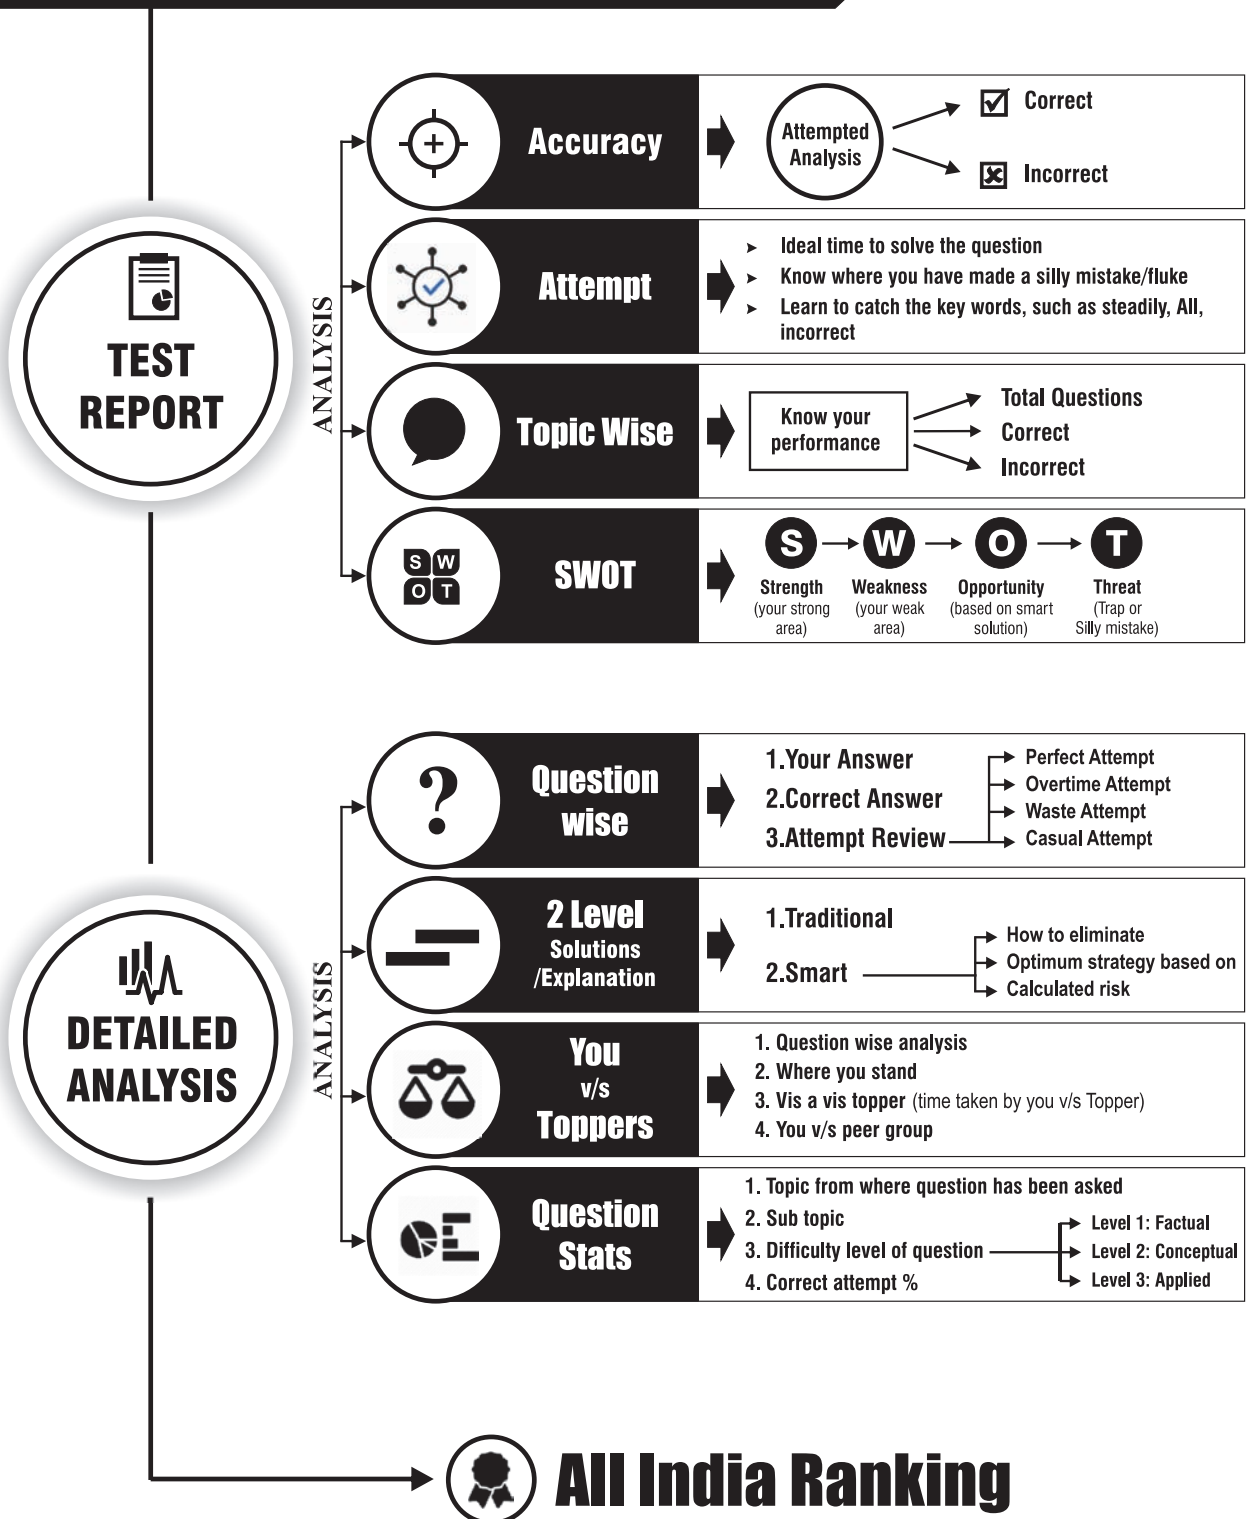 TEST
REPORT
ANALYSIS
Accuracy
Attempted
Analysis
Correct
Incorrect
Attempt
➤ Ideal time to solve the question
➤ Know where you have made a silly mistake/fluke
➤ Learn to catch the key words, such as steadily, All,
incorrect
Topic Wise
Know your
performance
Total Questions
Correct
Incorrect
S W
O T
SWOT
S W O T
Strength Weakness Opportunity Threat
(your strong (your weak (based on smart (Trap or
area) area) solution) Silly mistake)
DETAILED
ANALYSIS
ANALYSIS
?
Question
wise
1.Your Answer
2.Correct Answer
3.Attempt Review
Perfect Attempt
Overtime Attempt
Waste Attempt
Casual Attempt
2 Level
Solutions
/Explanation
1.Traditional
2.Smart
How to eliminate
Optimum strategy based on
Calculated risk
You
v/s
Toppers
1. Question wise analysis
2. Where you stand
3. Vis a vis topper (time taken by you v/s Topper)
4. You v/s peer group
Question
Stats
1. Topic from where question has been asked
2. Sub topic
3. Difficulty level of question
4. Correct attempt %
Level 1: Factual
Level 2: Conceptual
Level 3: Applied
All India Ranking